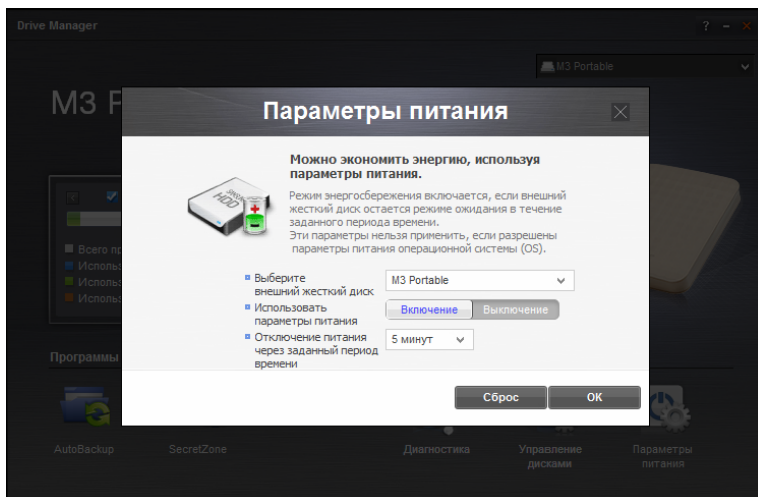 Drive Manager
? – ×
M3 Portable
M3 P
Параметры питания
Можно экономить энергию, используя
параметры питания.
Режим энергосбережения включается, если внешний
жесткий диск остается режиме ожидания в течение
заданного периода времени.
Эти параметры нельзя применить, если разрешены
параметры питания операционной системы (OS).
HDD
Всего
Исполь
Исполь
Исполь
Выберите
внешний жесткий диск
M3 Portable
Использовать
параметры питания
Включение
Выключение
Отключение питания
через заданный период
времени
5 минут
Сброс
OK
Программы
AutoBackup
SecretZone
Диагностика
Управление
дисками
Параметры
питания